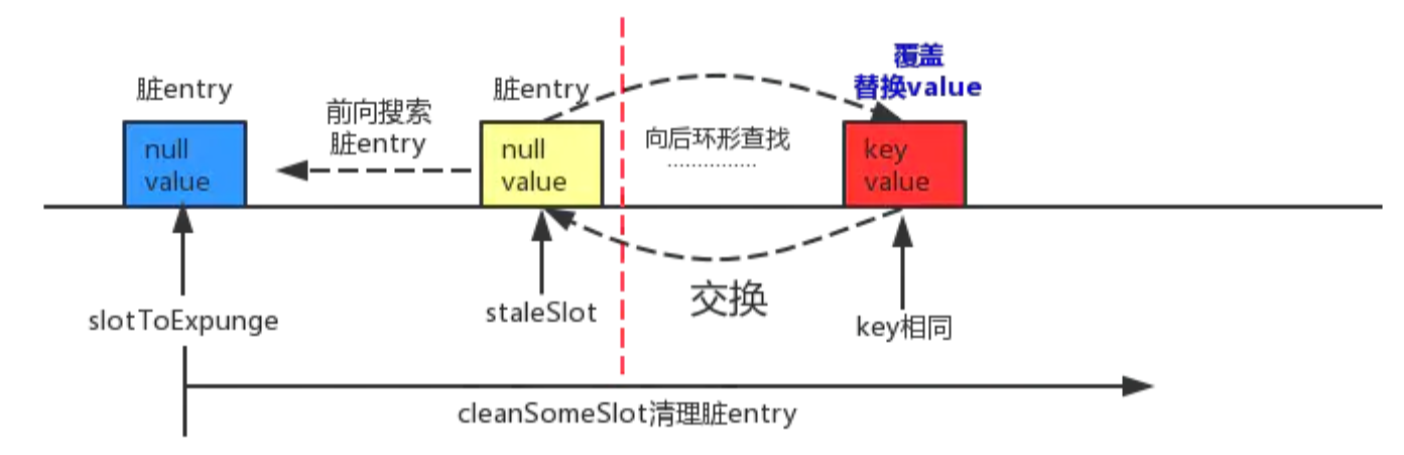 脏entry
前向搜索
脏entry
脏entry
向后环形查找
覆盖
替换value
null
value
null
value
key
value
slotToExpunge
staleSlot
交换
key相同
cleanSomeSlot清理脏entry